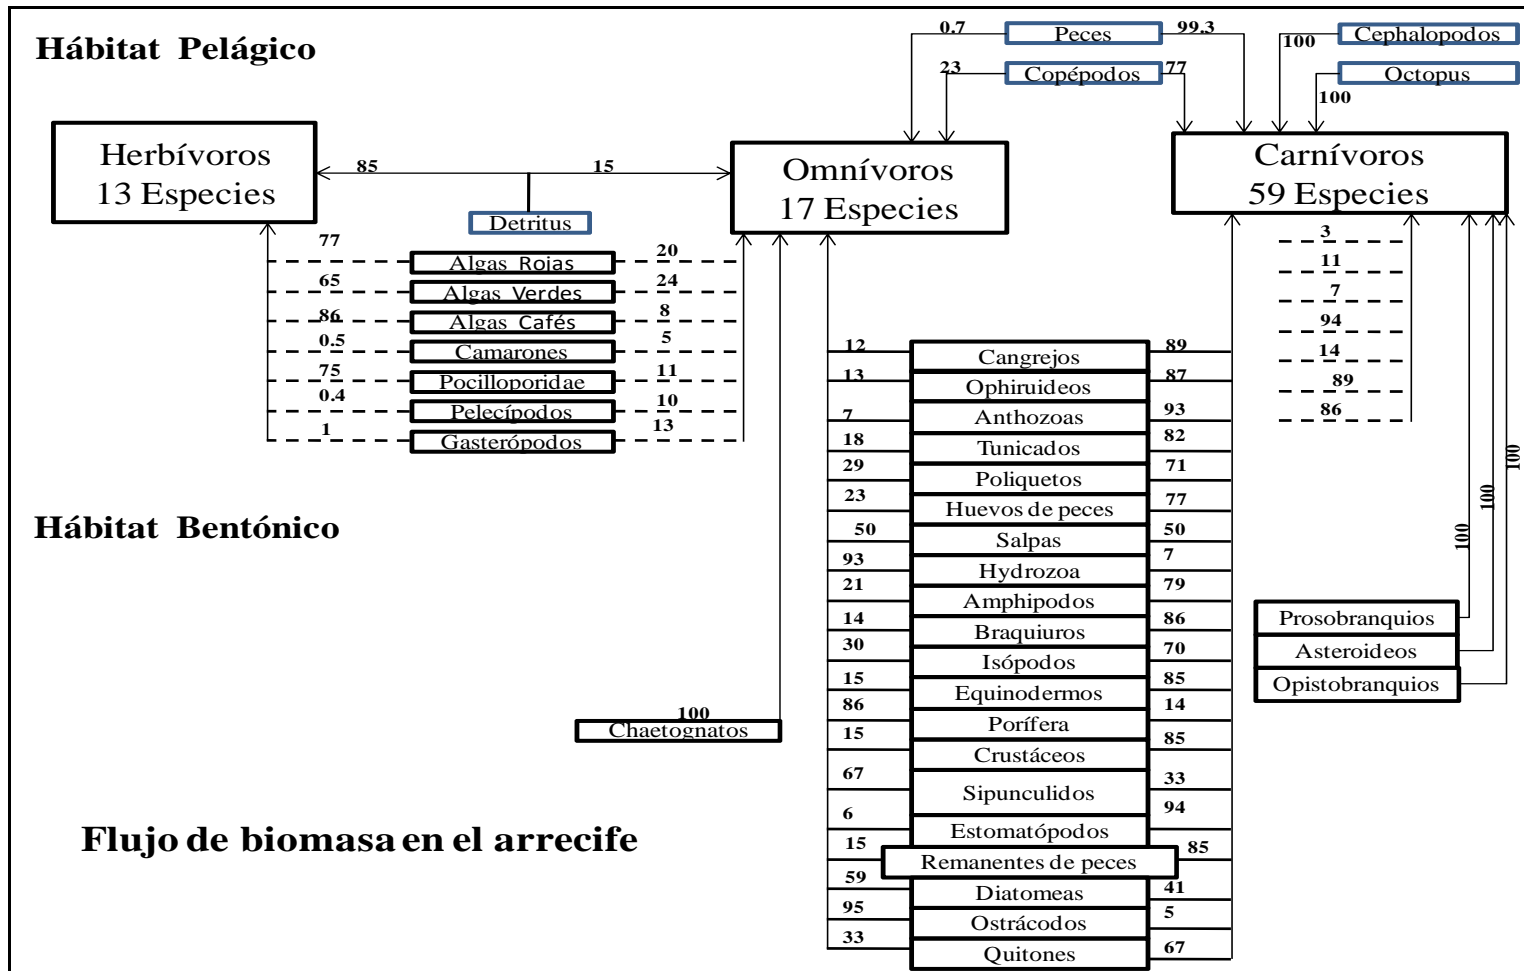 Hábitat Pelágico
0.7 Peces 99.3
100 Cephalopodos
23 Copépodos 77
100 Octopus
Herbívoros
13 Especies
85 15
Detritus
Omnívoros
17 Especies
Carnívoros
59 Especies
77 Algas Rojas 20 3
65 Algas Verdes 24 11
86 Algas Cafés 8 7
0.5 Camarones 5 94
75 Pocilloporidae 11 14
0.4 Pelecípodos 10 89
1 Gasterópodos 13 86
12 Cangrejos 89
13 Ophiruideos 87
7 Anthozoas 93
18 Tunicados 82
29 Poliquetos 71
23 Huevos de peces 77
50 Salpas 50
93 Hydrozoa 7
21 Amphipodos 79
14 Braquiuros 86
30 Isópodos 70
15 Equinodermos 85
86 Porífera 14
15 Crustáceos 85
67 Sipunculidos 33
6 Estomatópodos 94
15 Remanentes de peces 85
59 Diatomeas 41
95 Ostrácodos 5
33 Quitones 67
Hábitat Bentónico
100
Chaetognatos
100
100
100
Prosobranquios
Asteroideos
Opistobranquios
Flujo de biomasa en el arrecife